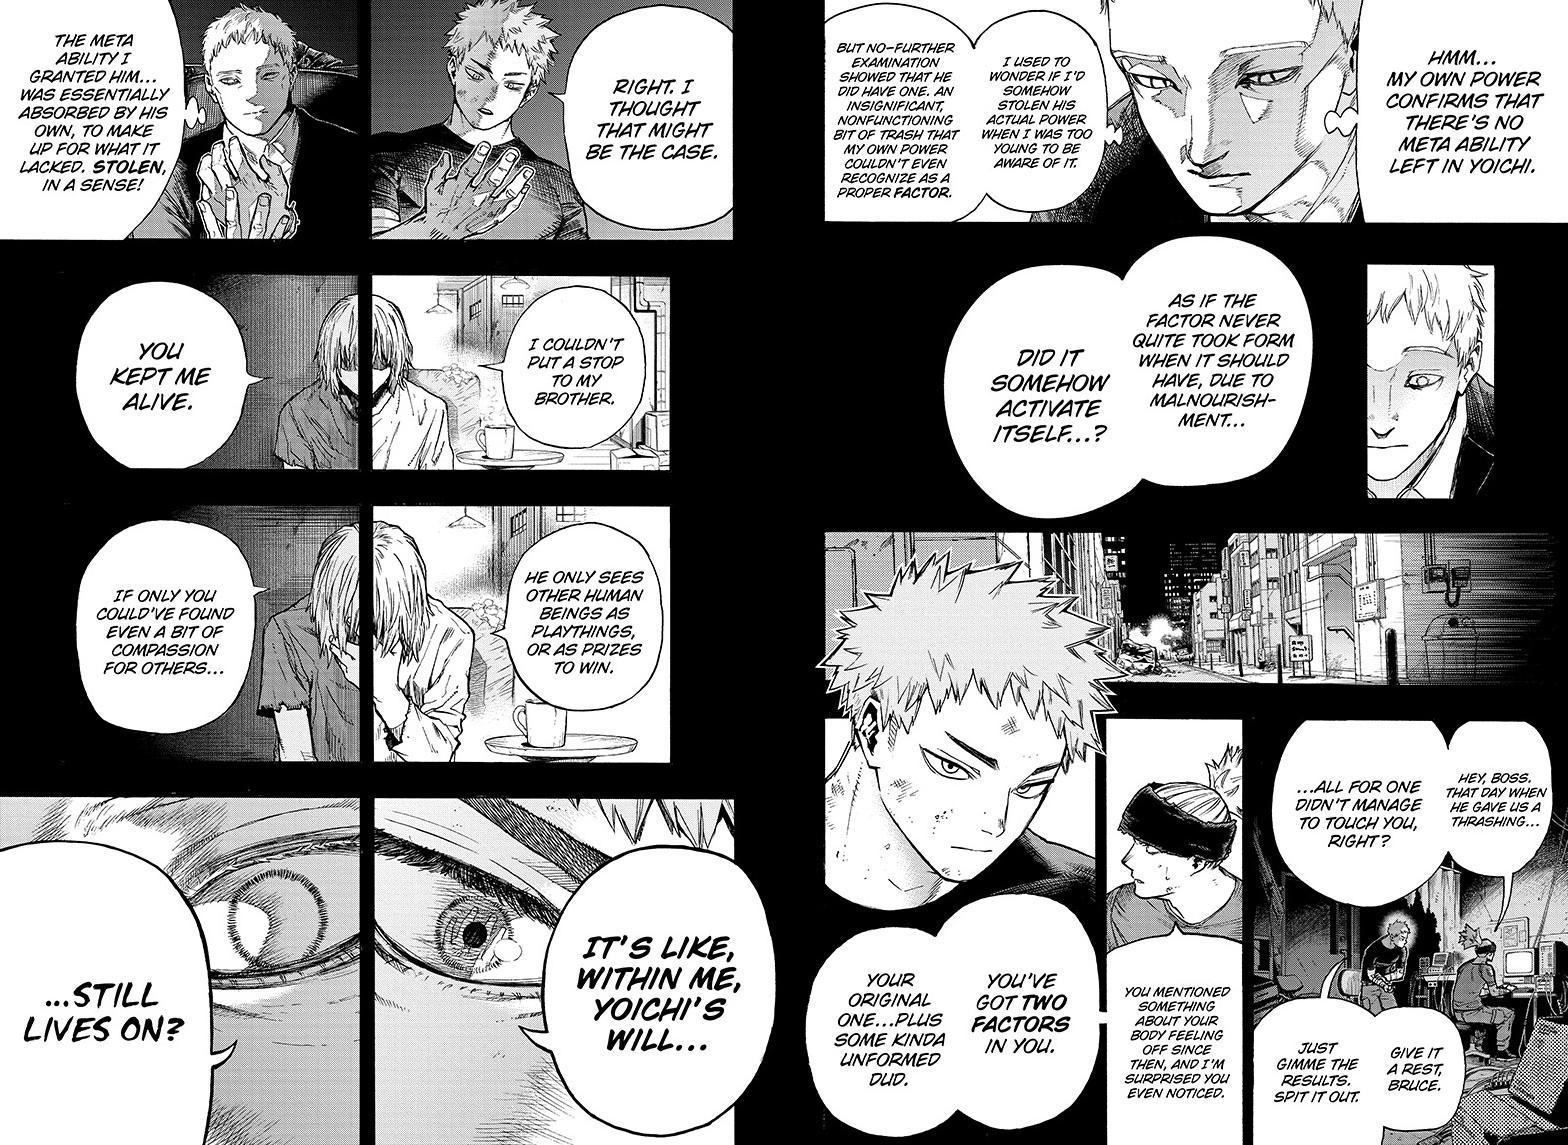 HMM...
MY OWN POWER
CONFIRMS THAT
THERE'S NO
META ABILITY
LEFT IN YOICHI.
I USED TO
WONDER IF I'D
SOMEHOW
STOLEN HIS
ACTUAL POWER
WHEN I WAS TOO
YOUNG TO BE
AWARE OF IT.
BUT NO-FURTHER
EXAMINATION
SHOWED THAT HE
DID HAVE ONE. AN
INSIGNIFICANT,
NONFUNCTIONING
BIT OF TRASH THAT
MY OWN POWER
COULDN'T EVEN
RECOGNIZE AS A
PROPER FACTOR.
AS IF THE
FACTOR NEVER
QUITE TOOK FORM
WHEN IT SHOULD
HAVE, DUE TO
MALNOURISH-
MENT...
DID IT
SOMEHOW
ACTIVATE
ITSELF...?
HEY, BOSS.
THAT DAY WHEN
HE GAVE US A
THRASHING...
...ALL FOR ONE
DIDN'T MANAGE
TO TOUCH YOU,
RIGHT?
GIVE IT
A REST,
BRUCE.
JUST
GIMME THE
RESULTS.
SPIT IT OUT.
YOU MENTIONED
SOMETHING
ABOUT YOUR
BODY FEELING
OFF SINCE
THEN, AND I'M
SURPRISED YOU
EVEN NOTICED.
YOU'VE
GOT TWO
FACTORS
IN YOU.
YOUR
ORIGINAL
ONE...PLUS
SOME KINDA
UNFORMED
DUD.
RIGHT. I
THOUGHT
THAT MIGHT
BE THE CASE.
THE META
ABILITY I
GRANTED HIM...
WAS ESSENTIALLY
ABSORBED BY HIS
OWN, TO MAKE
UP FOR WHAT IT
LACKED. STOLEN,
IN A SENSE!
I COULDN'T
PUT A STOP
TO MY
BROTHER.
YOU
KEPT ME
ALIVE.
HE ONLY SEES
OTHER HUMAN
BEINGS AS
PLAYTHINGS,
OR AS PRIZES
TO WIN.
IF ONLY YOU
COULD'VE FOUND
EVEN A BIT OF
COMPASSION
FOR OTHERS...
IT'S LIKE,
WITHIN ME,
YOICHI'S
WILL...
...STILL
LIVES ON?